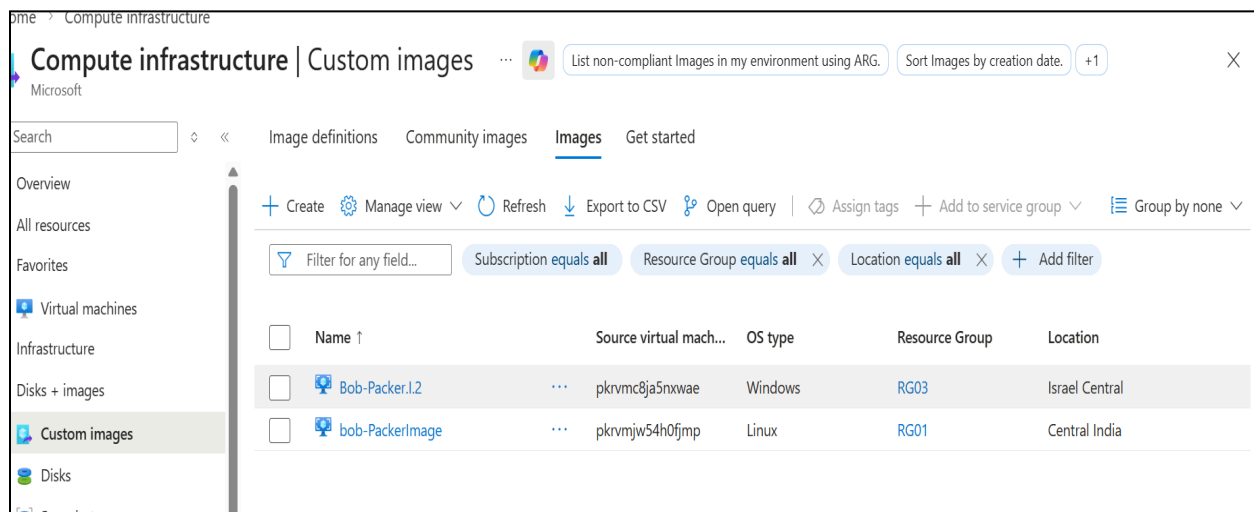 Compute infrastructure
Compute infrastructure | Custom images ... List non-compliant Images in my environment using ARG. Sort Images by creation date. +1
Microsoft
Search
Image definitions Community images Images Get started
Overview
+ Create Manage view Refresh Export to CSV Open query Assign tags + Add to service group Group by none
All resources
Filter for any field... Subscription equals all Resource Group equals all Location equals all + Add filter
Favorites
Virtual machines
Infrastructure
Name ↑ Source virtual mach... OS type Resource Group Location
Disks + images
Bob-Packer.I.2 ... pkrvmc8ja5nxwae Windows RG03 Israel Central
Custom images
bob-PackerImage ... pkrvmjw54h0fjmp Linux RG01 Central India
Disks